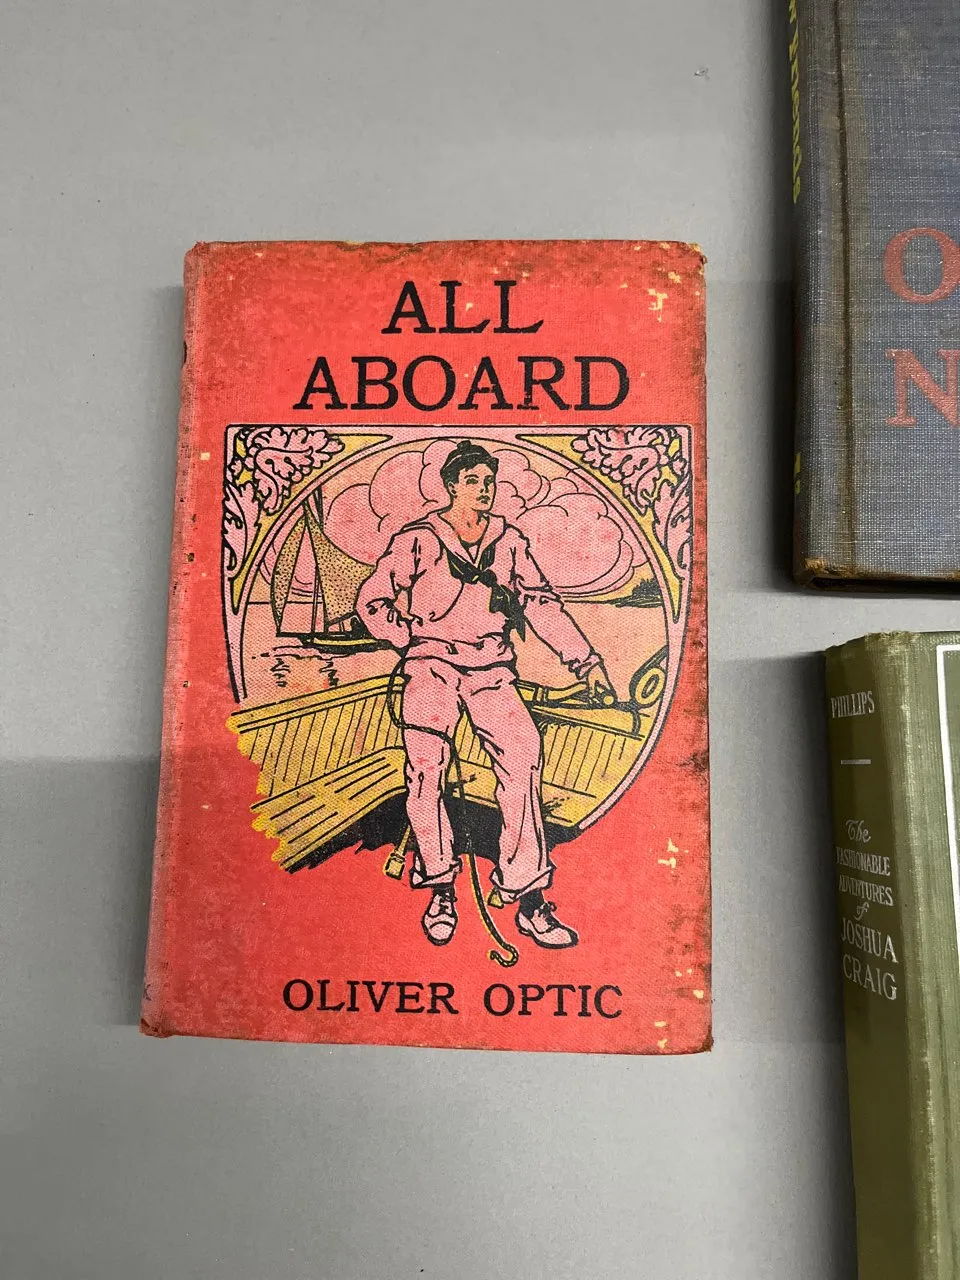 ALL
ABOARD
OLIVER OPTIC
O
N
PHILLIPS
The
FASHIONABLE
ADVENTURES
of
JOSHUA
CRAIG